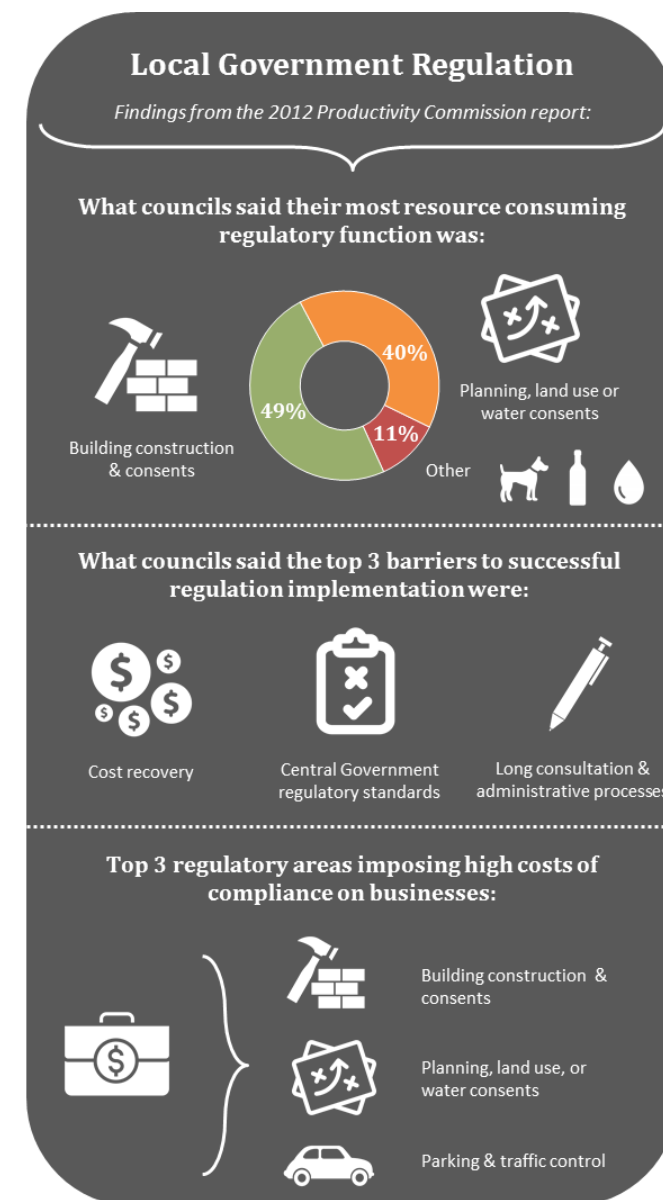 Local Government Regulation
Findings from the 2012 Productivity Commission report:
What councils said their most resource consuming
regulatory function was:
40%
49%
11%
Building construction
& consents
Planning, land use or
water consents
Other
What councils said the top 3 barriers to successful
regulation implementation were:
$
$
$
$
$
Cost recovery
Central Government
regulatory standards
Long consultation &
administrative processes
Top 3 regulatory areas imposing high costs of
compliance on businesses:
$
Building construction &
consents
Planning, land use, or
water consents
Parking & traffic control